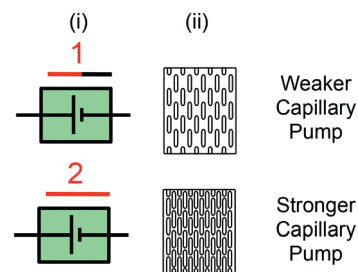 (i) (ii)
1
Weaker
Capillary
Pump
2
Stronger
Capillary
Pump